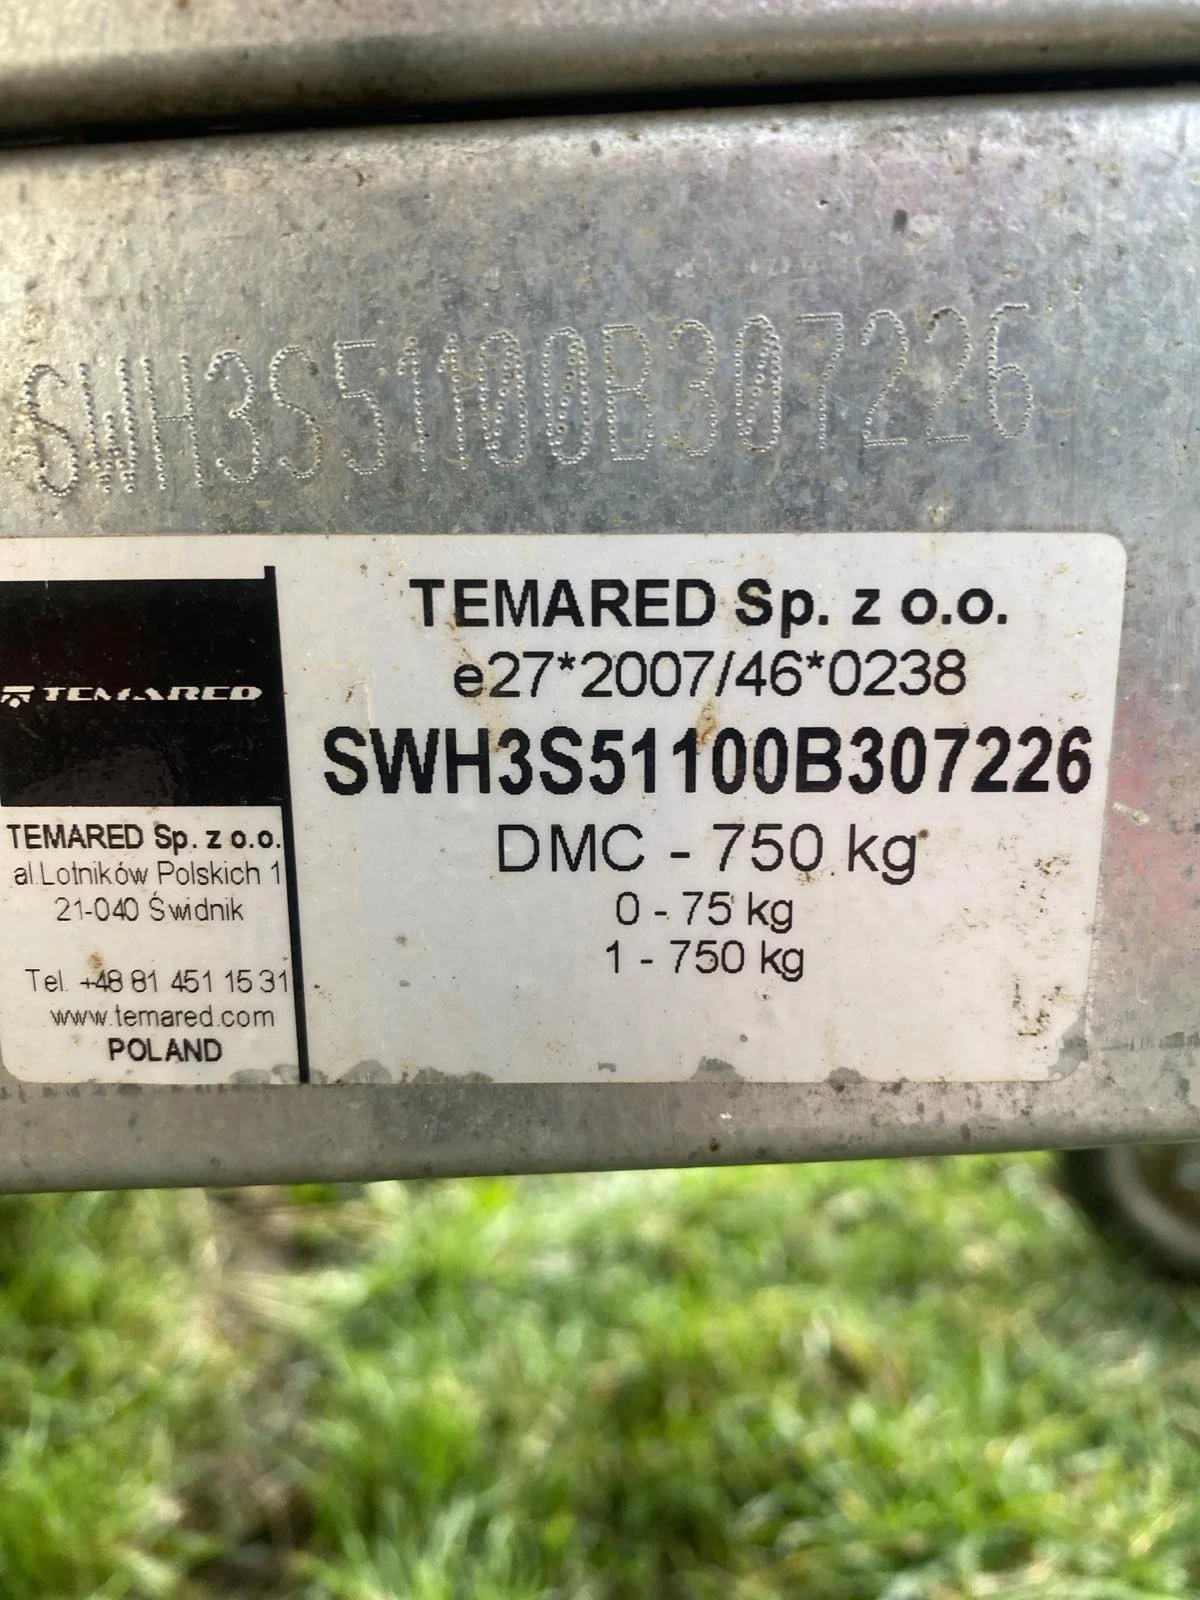 SWH3S51100B307226
TEMARED
TEMARED Sp. z o.o.
al.Lotników Polskich 1
21-040 Świdnik
Tel. +48 81 451 15 31
www.temared.com
POLAND
TEMARED Sp. z o.o.
e27*2007/46*0238
SWH3S51100B307226
DMC - 750 kg
0 - 75 kg
1 - 750 kg